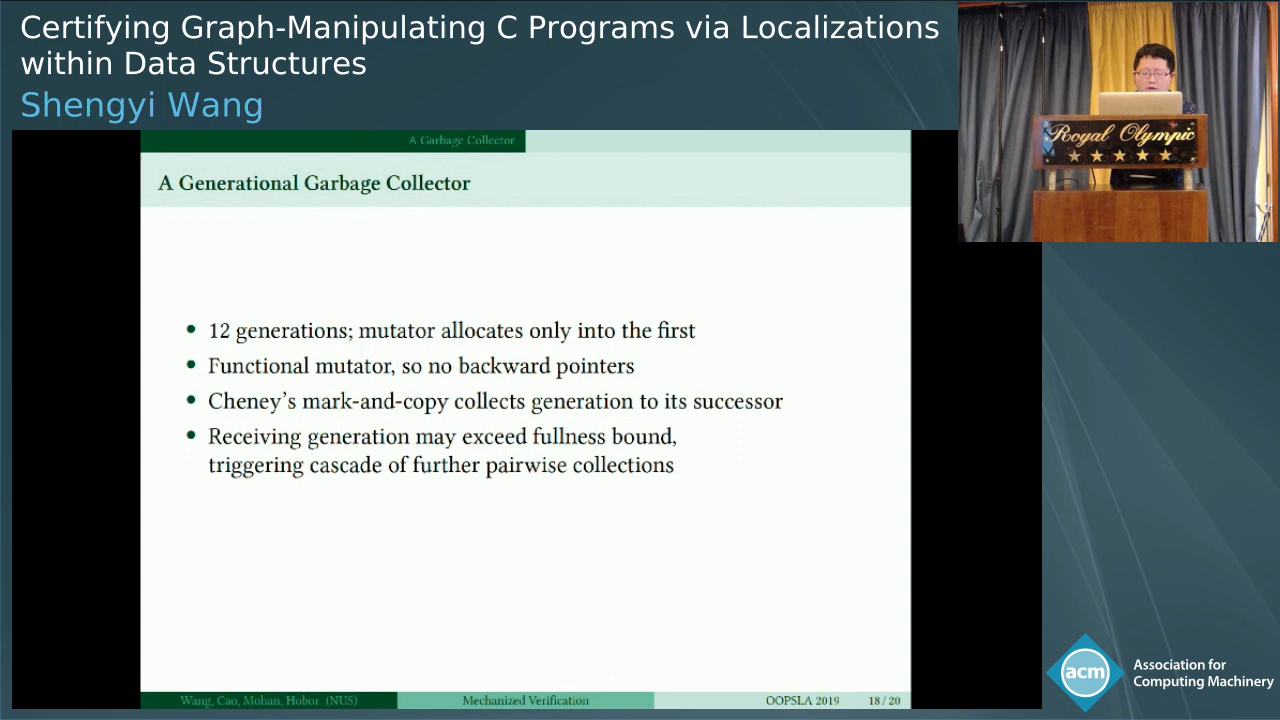 Certifying Graph-Manipulating C Programs via Localizations
within Data Structures
Shengyi Wang
Royal Olympic
A Garbage Collector
A Generational Garbage Collector
• 12 generations; mutator allocates only into the first
• Functional mutator, so no backward pointers
• Cheney's mark-and-copy collects generation to its successor
• Receiving generation may exceed fullness bound,
triggering cascade of further pairwise collections
Wang, Cao, Mohan, Hobor (NUS) Mechanized Verification OOPSLA 2019 18 / 20
acm Association for
Computing Machinery